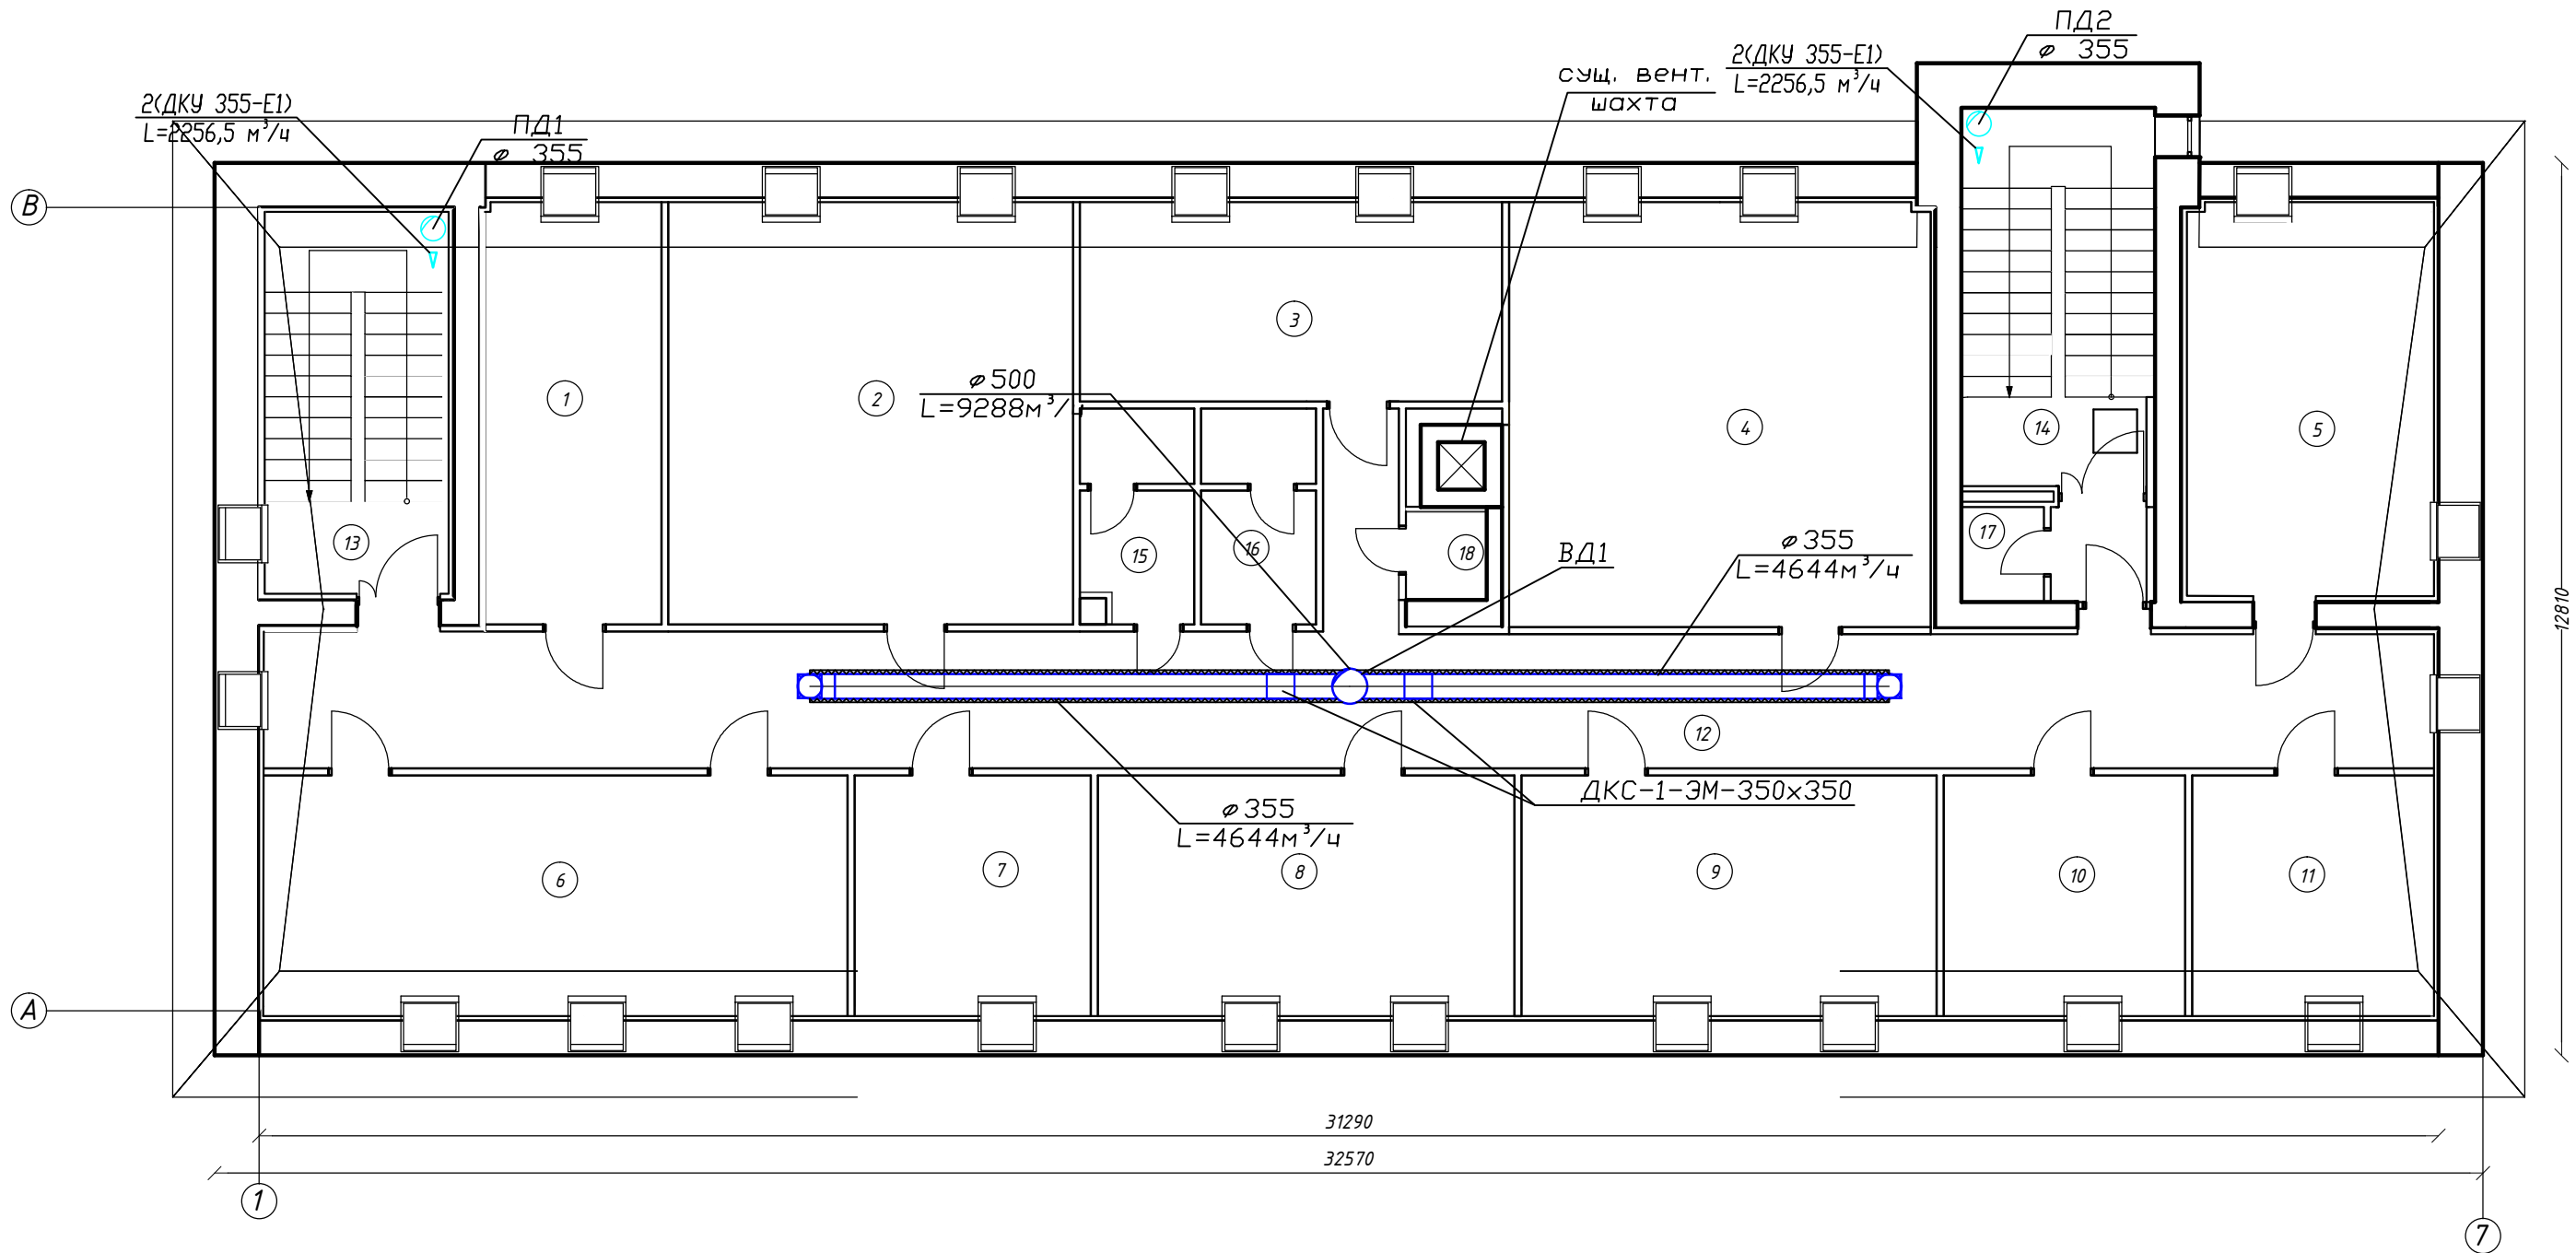 ПД2
⌀ 355
2(ДКУ 355-Е1)
L=2256,5 м³/ч
сущ. вент.
шахта
2(ДКУ 355-Е1)
L=2256,5 м³/ч
ПД1
⌀ 355
В
3
⌀500
L=9288м³/
1
2
4
14
5
13
15
16
18
17
ВД1
⌀355
L=4644м³/ч
12
ДКС-1-ЭМ-350х350
⌀355
L=4644м³/ч
6
7
8
9
10
11
А
12810
31290
32570
1
7